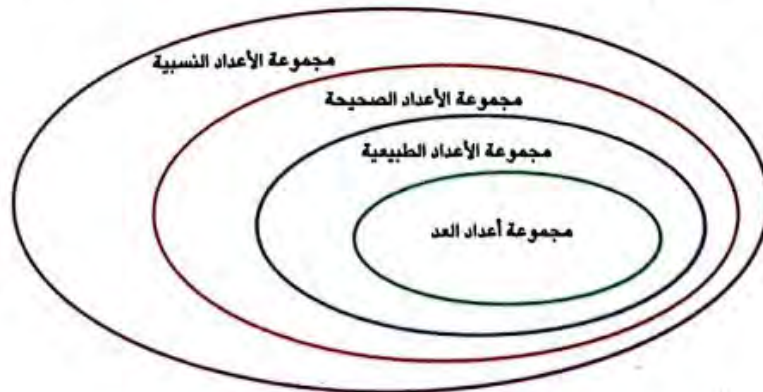 مجموعة الأعداد النسبية
مجموعة الأعداد الصحيحة
مجموعة الأعداد الطبيعية
مجموعة أعداد العد